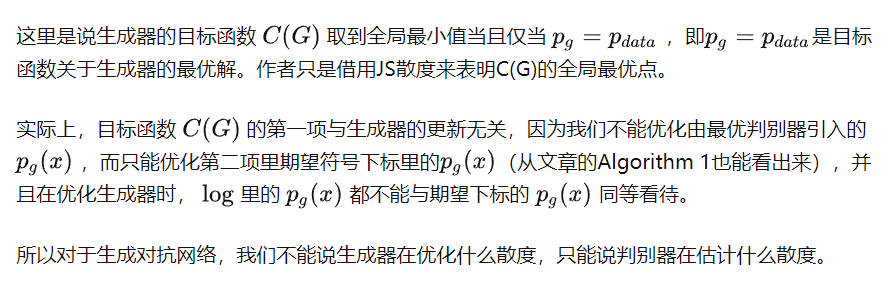 这里是说生成器的目标函数 C(G) 取到全局最小值当且仅当 p_g = p_{data} ，即p_g = p_{data}是目标
函数关于生成器的最优解。作者只是借用JS散度来表明C(G)的全局最优点。
实际上，目标函数 C(G) 的第一项与生成器的更新无关，因为我们不能优化由最优判别器引入的
p_g(x) ，而只能优化第二项里期望符号下标里的p_g(x)（从文章的Algorithm 1也能看出来），并
且在优化生成器时， log 里的 p_g(x) 都不能与期望下标的 p_g(x) 同等看待。
所以对于生成对抗网络，我们不能说生成器在优化什么散度，只能说判别器在估计什么散度。